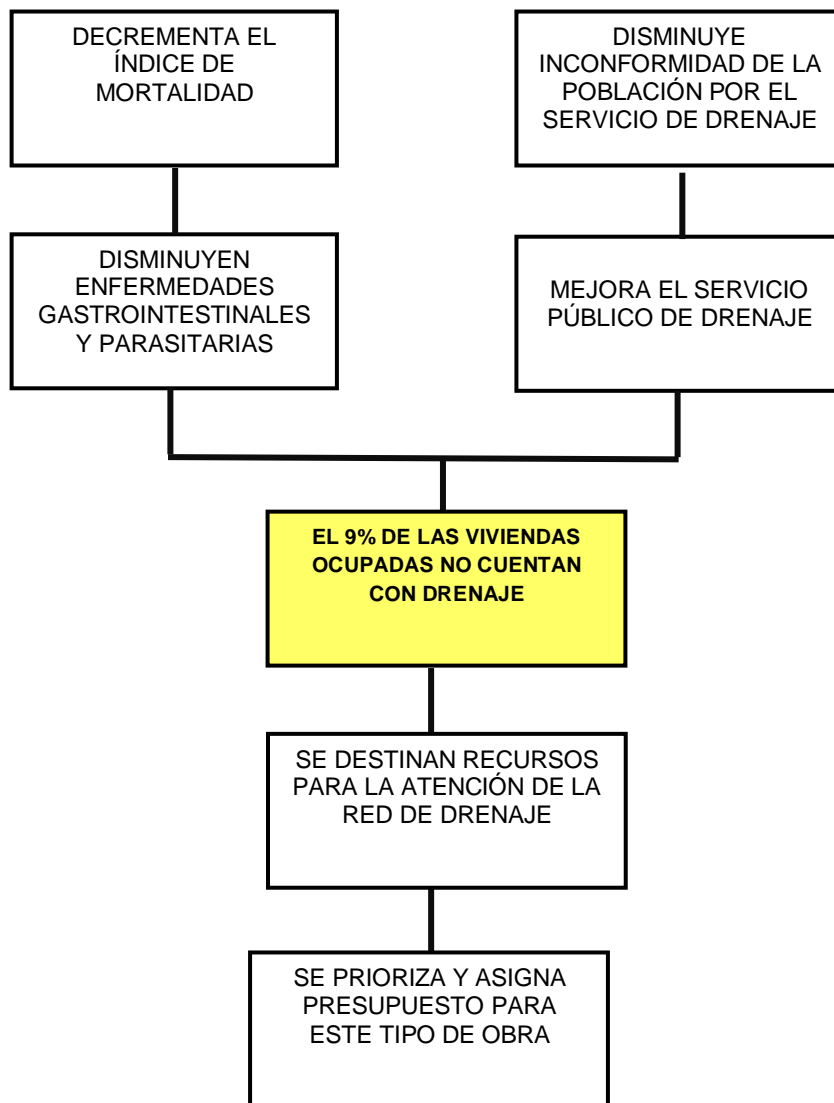 DECREMENTA EL
ÍNDICE DE
MORTALIDAD
DISMINUYE
INCONFORMIDAD DE LA
POBLACIÓN POR EL
SERVICIO DE DRENAJE
DISMINUYEN
ENFERMEDADES
GASTROINTESTINALES
Y PARASITARIAS
MEJORA EL SERVICIO
PÚBLICO DE DRENAJE
EL 9% DE LAS VIVIENDAS
OCUPADAS NO CUENTAN
CON DRENAJE
SE DESTINAN RECURSOS
PARA LA ATENCIÓN DE LA
RED DE DRENAJE
SE PRIORIZA Y ASIGNA
PRESUPUESTO PARA
ESTE TIPO DE OBRA